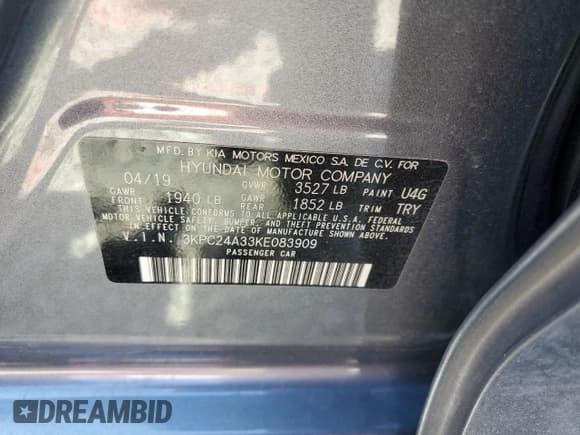 MFD. BY KIA MOTORS MEXICO S.A. DE C.V. FOR
HYUNDAI MOTOR COMPANY
04/19 GVWR 3527 LB PAINT U4G
GAWR FRONT 1940 LB GAWR REAR 1852 LB TRIM TRY
THIS VEHICLE CONFORMS TO ALL APPLICABLE U.S.A. FEDERAL
MOTOR VEHICLE SAFETY, BUMPER, AND THEFT PREVENTION STANDARDS
IN EFFECT ON THE DATE OF MANUFACTURE SHOWN ABOVE.
V.I.N. 3KPC24A33KE083909
PASSENGER CAR
DREAMBID